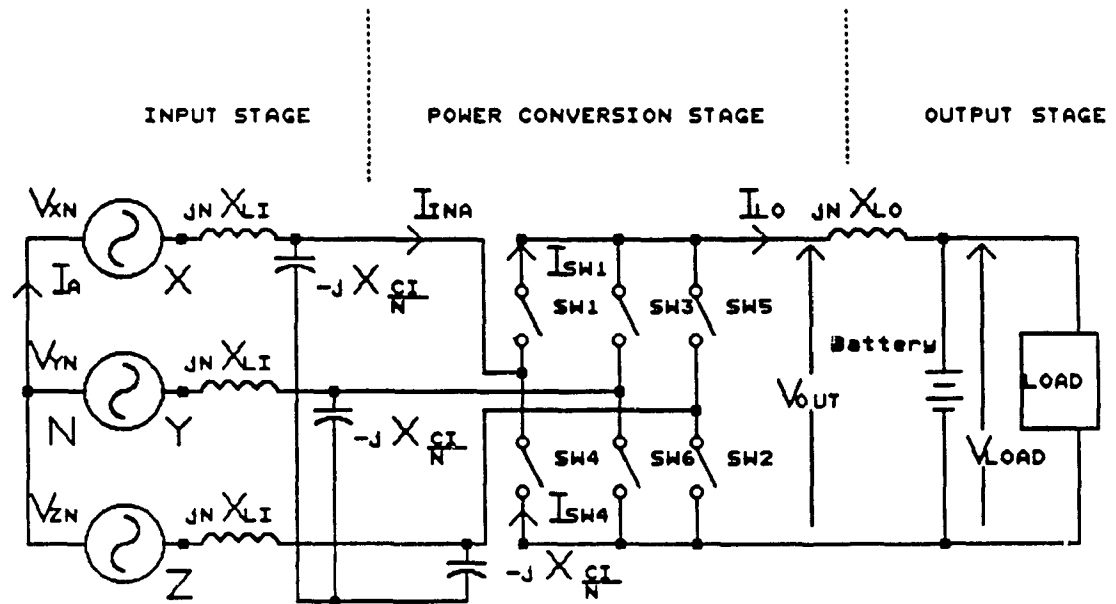 INPUT STAGE POWER CONVERSION STAGE OUTPUT STAGE
VXN jN XLI IINA ILO jN XLO
IA X -J X CI/N ISW1
SW1 SW3 SW5
VYN jN XLI Battery
N Y -J X CI/N VOUT LOAD
SW4 SW6 SW2 VLOAD
VZN jN XLI ISW4
Z -J X CI/N